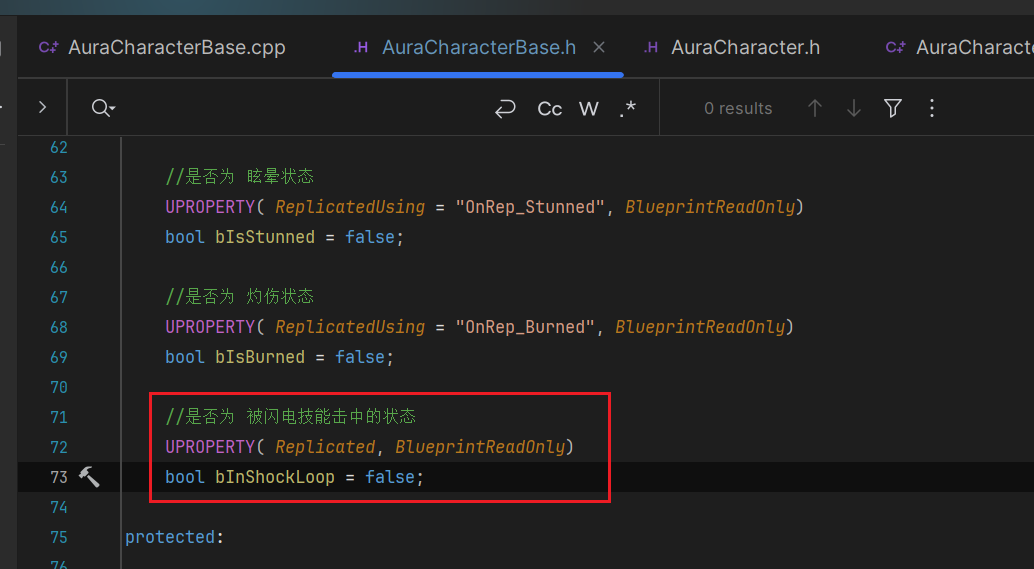 C++ AuraCharacterBase.cpp .H AuraCharacterBase.h × .H AuraCharacter.h C++ AuraCharacte
Cc W .* 0 results
62
63 //是否为 眩晕状态
64 UPROPERTY( ReplicatedUsing = "OnRep_Stunned", BlueprintReadOnly)
65 bool bIsStunned = false;
66
67 //是否为 灼伤状态
68 UPROPERTY( ReplicatedUsing = "OnRep_Burned", BlueprintReadOnly)
69 bool bIsBurned = false;
70
71 //是否为 被闪电技能击中的状态
72 UPROPERTY( Replicated, BlueprintReadOnly)
73 bool bInShockLoop = false;
74
75 protected:
76